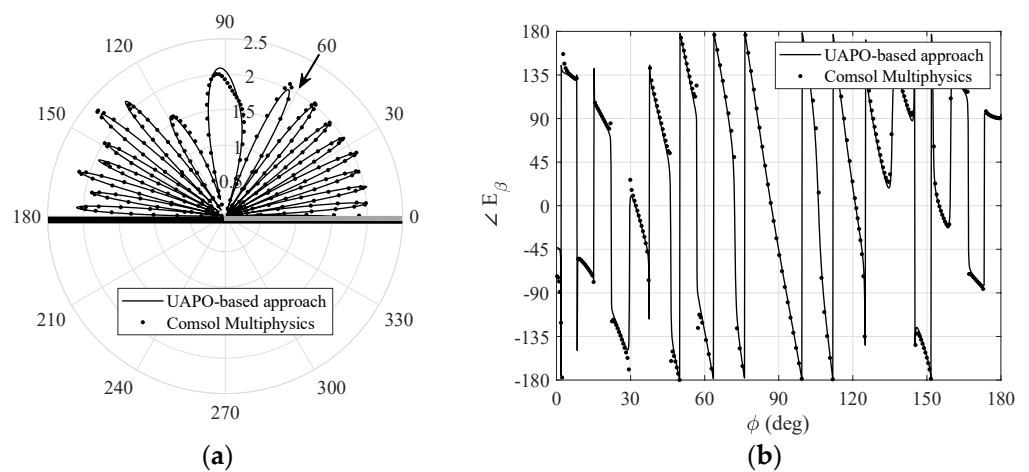 90
120
60
2.5
2
150
30
1.5
1
0.5
180
0
UAPO-based approach
Comsol Multiphysics
210
330
240
300
270
(a)
180
135
90
45
0
-45
-90
-135
-180
∠ E_β
UAPO-based approach
Comsol Multiphysics
0 30 60 90 120 150 180
ϕ (deg)
(b)